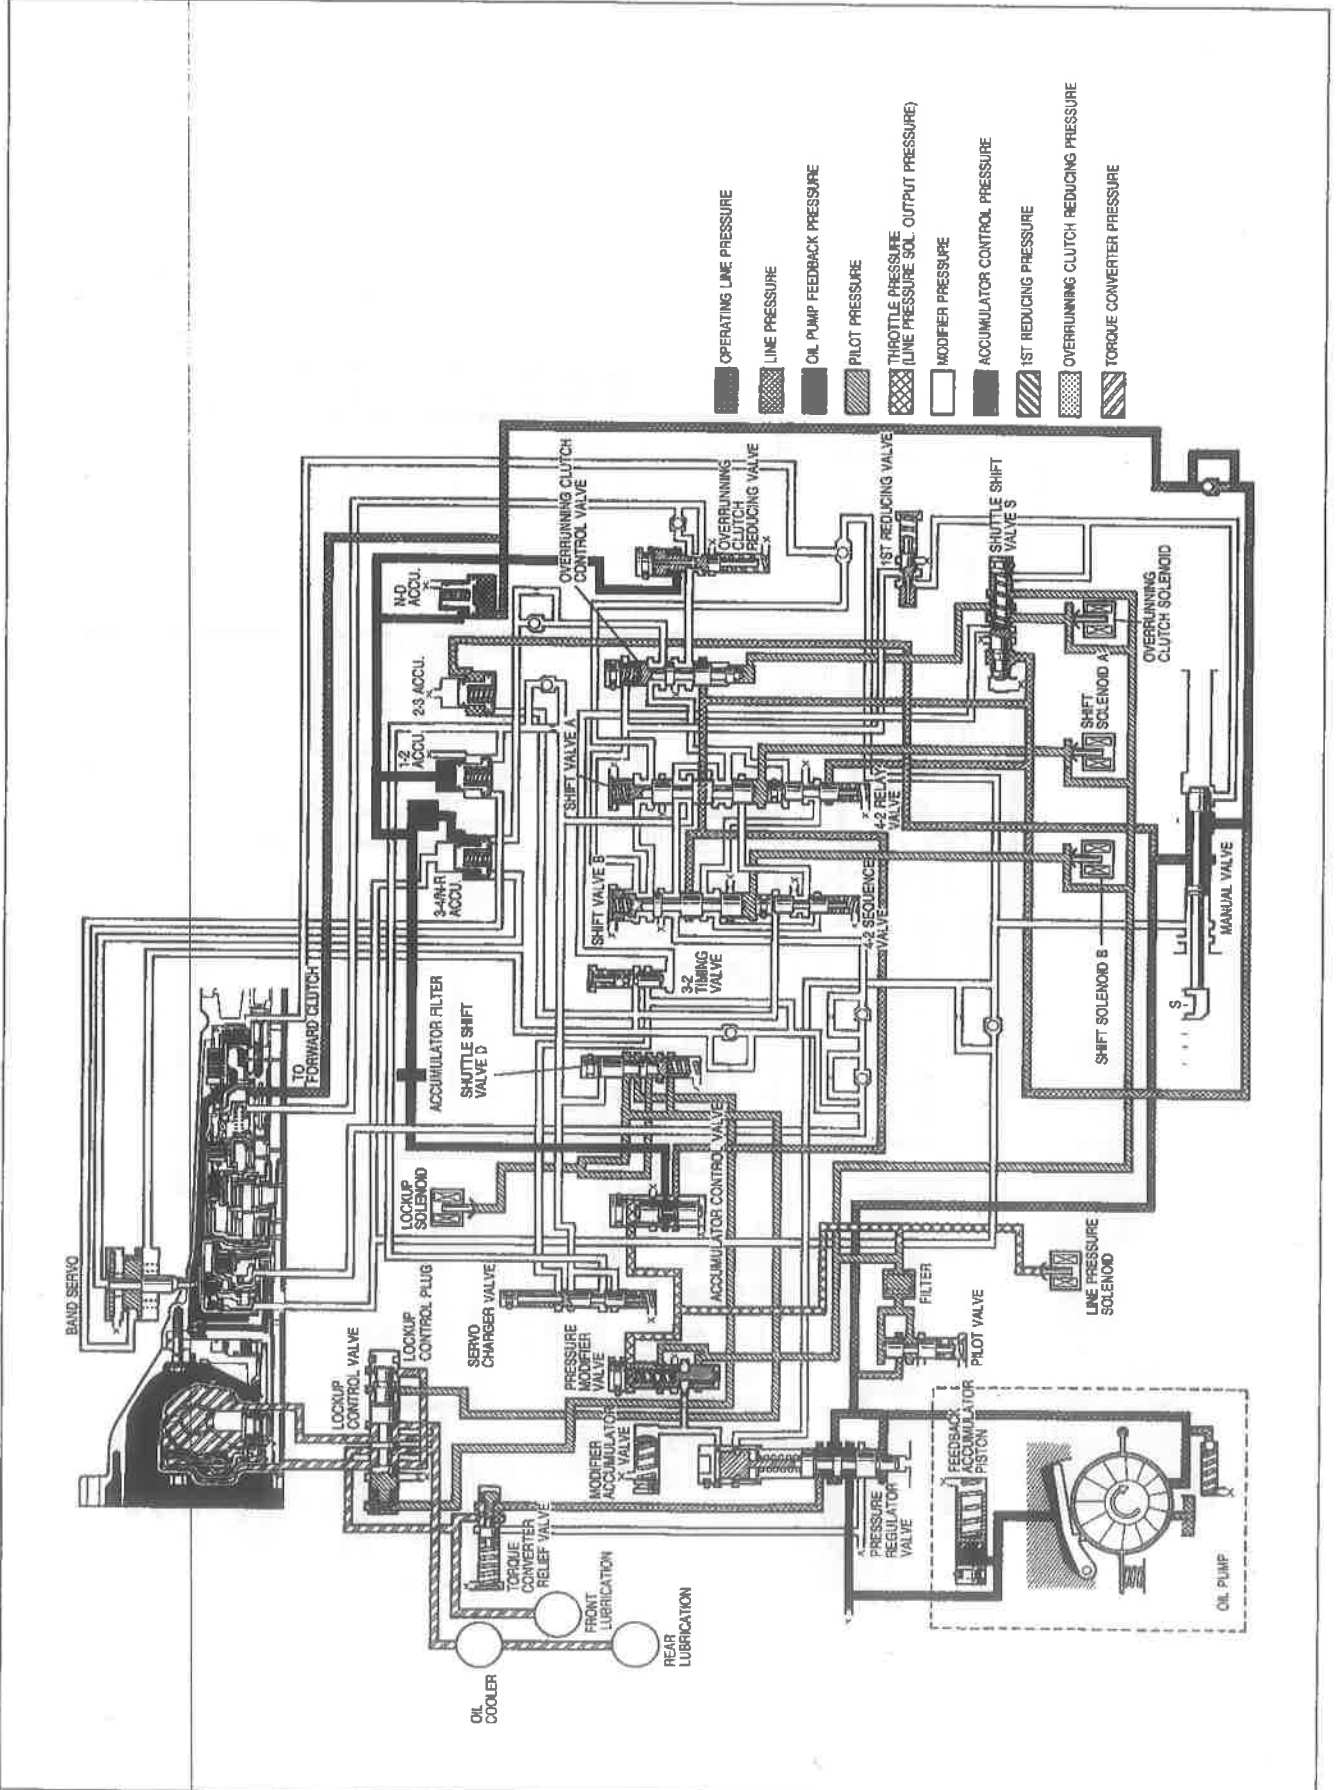 BAND SERVO
TO
FORWARD CLUTCH
N-D
ACCU.
2-3 ACCU.
1-2
ACCU.
3-4/N-R
ACCU.
ACCUMULATOR FILTER
SHUTTLE SHIFT
VALVE D
LOCKUP
SOLENOID
LOCKUP
CONTROL VALVE
LOCKUP
CONTROL PLUG
SERVO
CHARGER VALVE
PRESSURE
MODIFIER
VALVE
MODIFIER
ACCUMULATOR
VALVE
ACCUMULATOR CONTROL VALVE
TORQUE
CONVERTER
RELIEF VALVE
FRONT
LUBRICATION
REAR
LUBRICATION
OIL
COOLER
PRESSURE
REGULATOR
VALVE
FEEDBACK
ACCUMULATOR
PISTON
OIL PUMP
PILOT VALVE
FILTER
LINE PRESSURE
SOLENOID
3-2
TIMING
VALVE
SHIFT VALVE B
4-2 SEQUENCE
VALVE
SHIFT VALVE A
4-2 RELAY
VALVE
OVERRUNNING CLUTCH
CONTROL VALVE
OVERRUNNING
CLUTCH
REDUCING VALVE
1ST REDUCING VALVE
SHUTTLE SHIFT
VALVE S
OVERRUNNING
CLUTCH SOLENOID
SHIFT
SOLENOID A
SHIFT SOLENOID B
MANUAL VALVE
S
OPERATING LINE PRESSURE
LINE PRESSURE
OIL PUMP FEEDBACK PRESSURE
PILOT PRESSURE
THROTTLE PRESSURE
(LINE PRESSURE SOL. OUTPUT PRESSURE)
MODIFIER PRESSURE
ACCUMULATOR CONTROL PRESSURE
1ST REDUCING PRESSURE
OVERRUNNING CLUTCH REDUCING PRESSURE
TORQUE CONVERTER PRESSURE